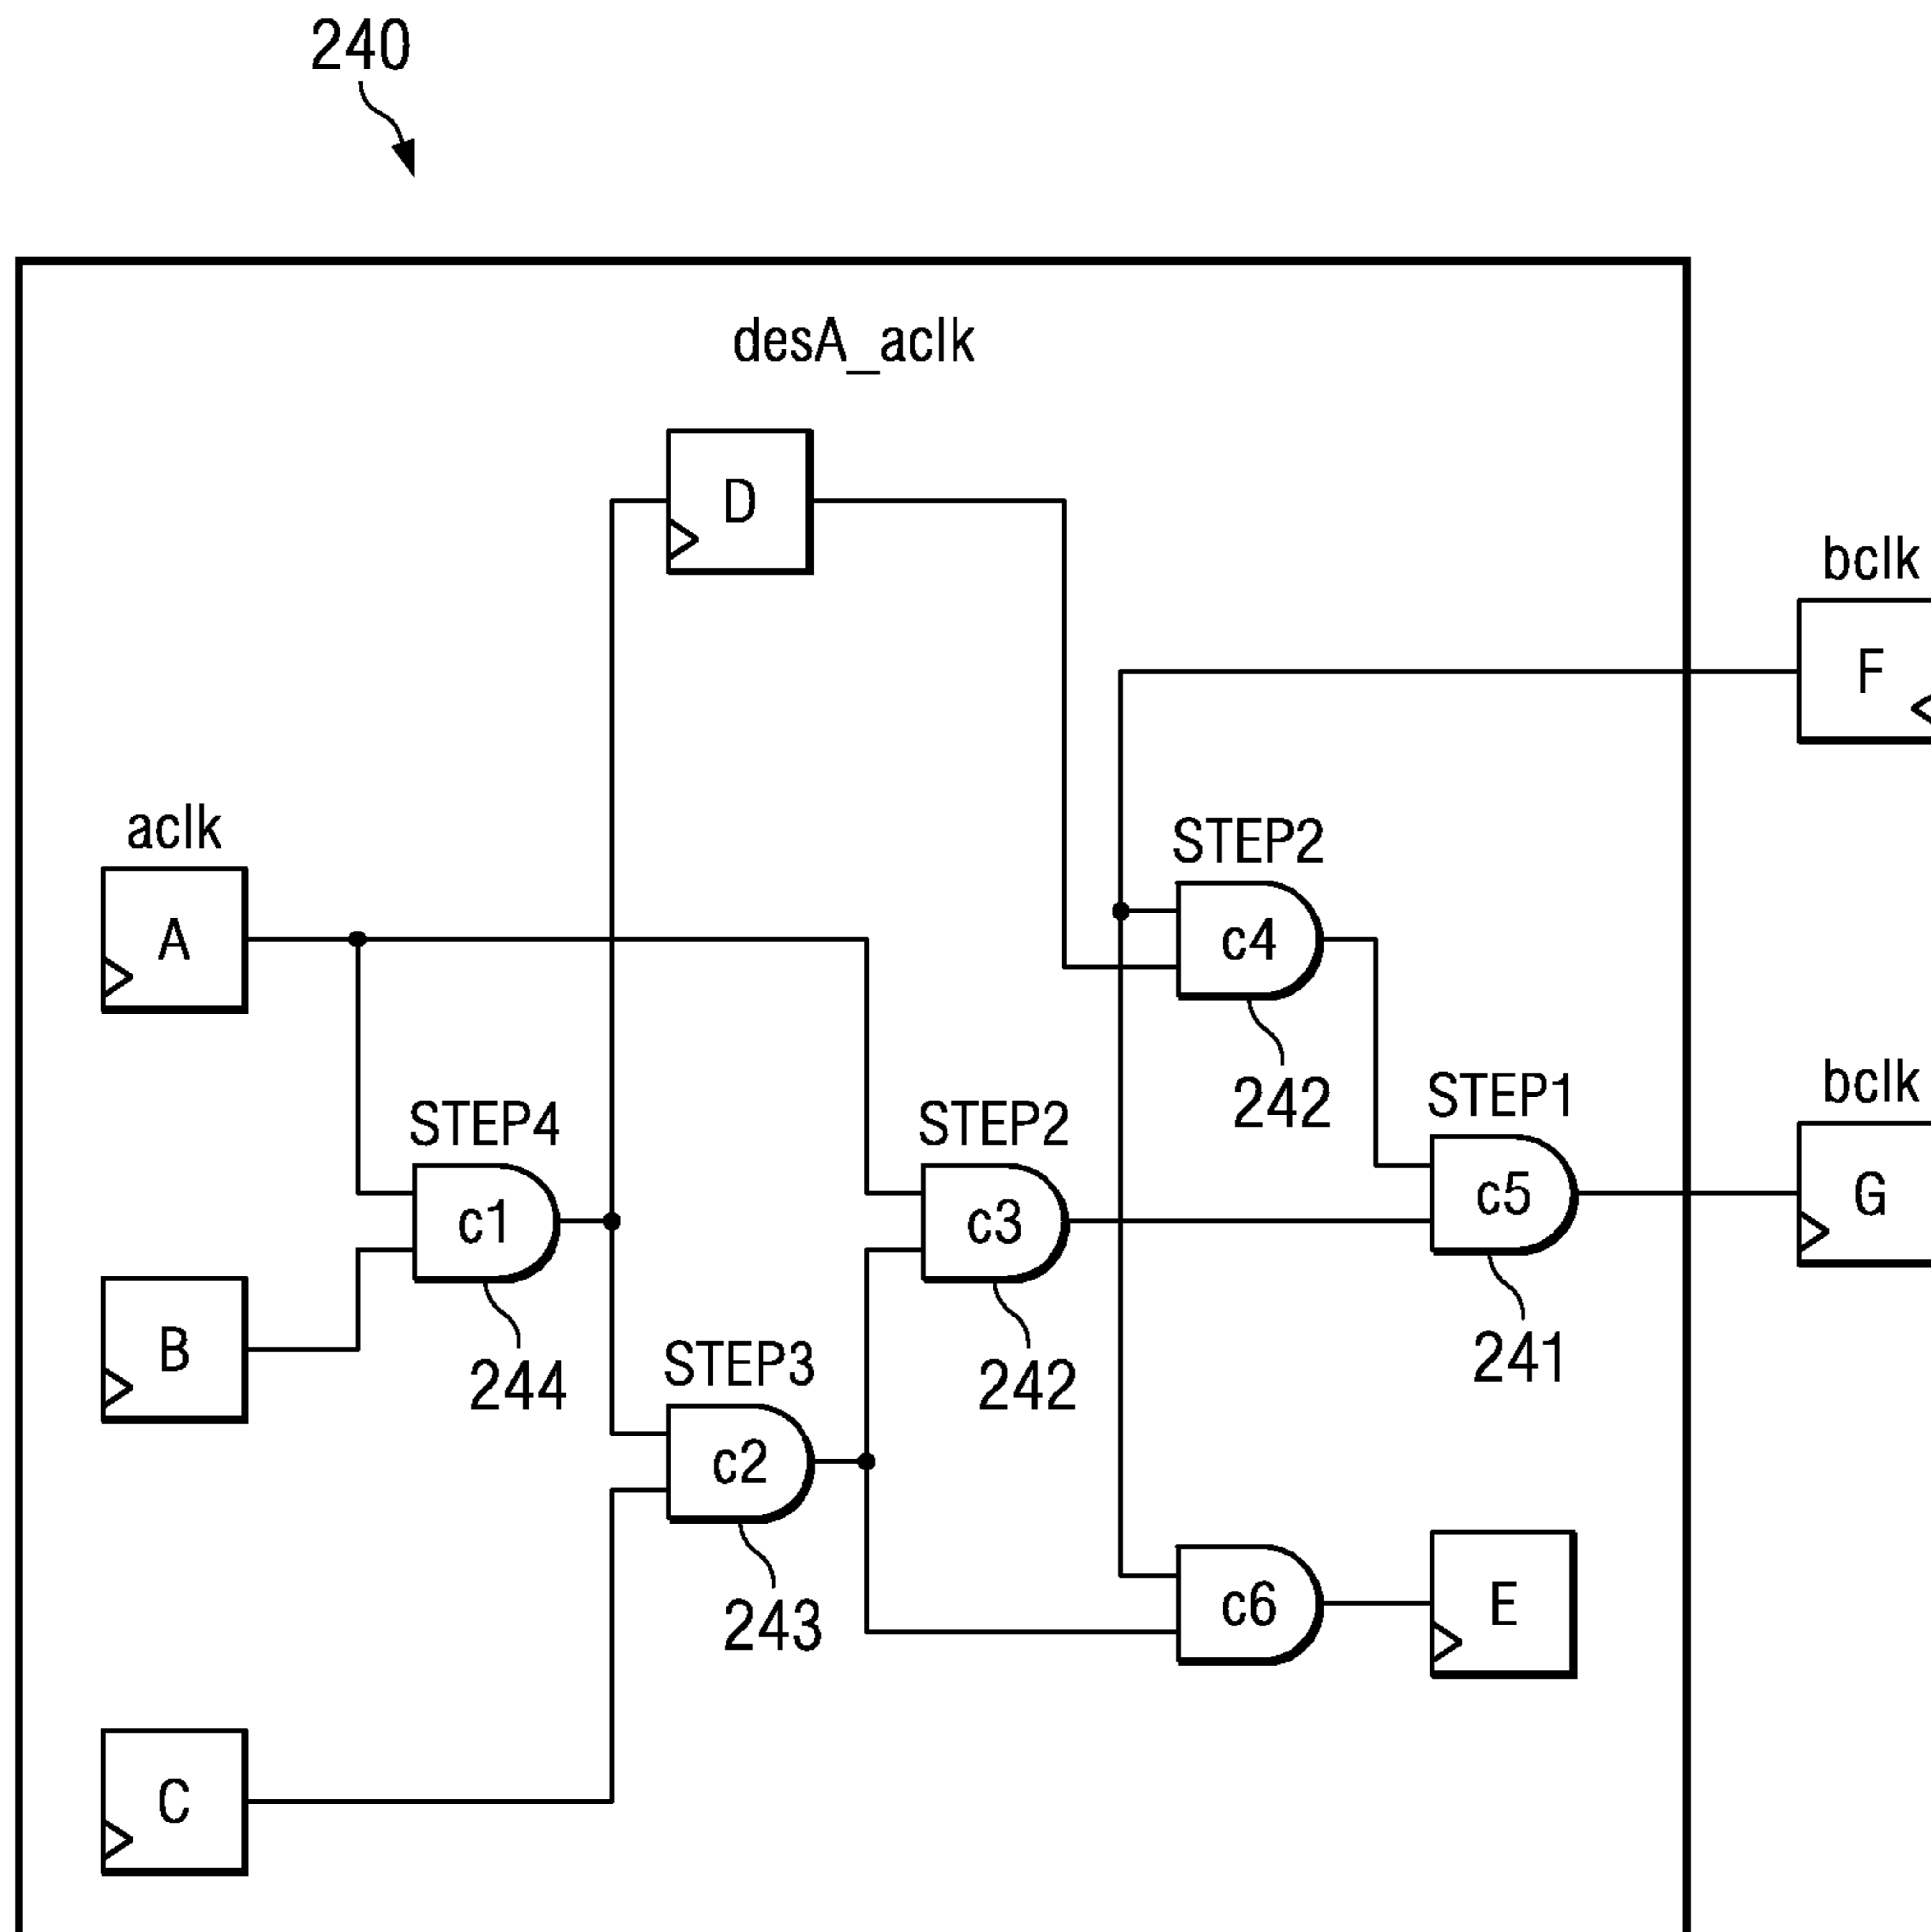 240
desA_aclk
D
bclk
F
aclk
STEP2
A
c4
bclk
242
STEP1
STEP4
STEP2
c5
G
c1
c3
B
244
STEP3
242
241
c2
c6
E
243
C